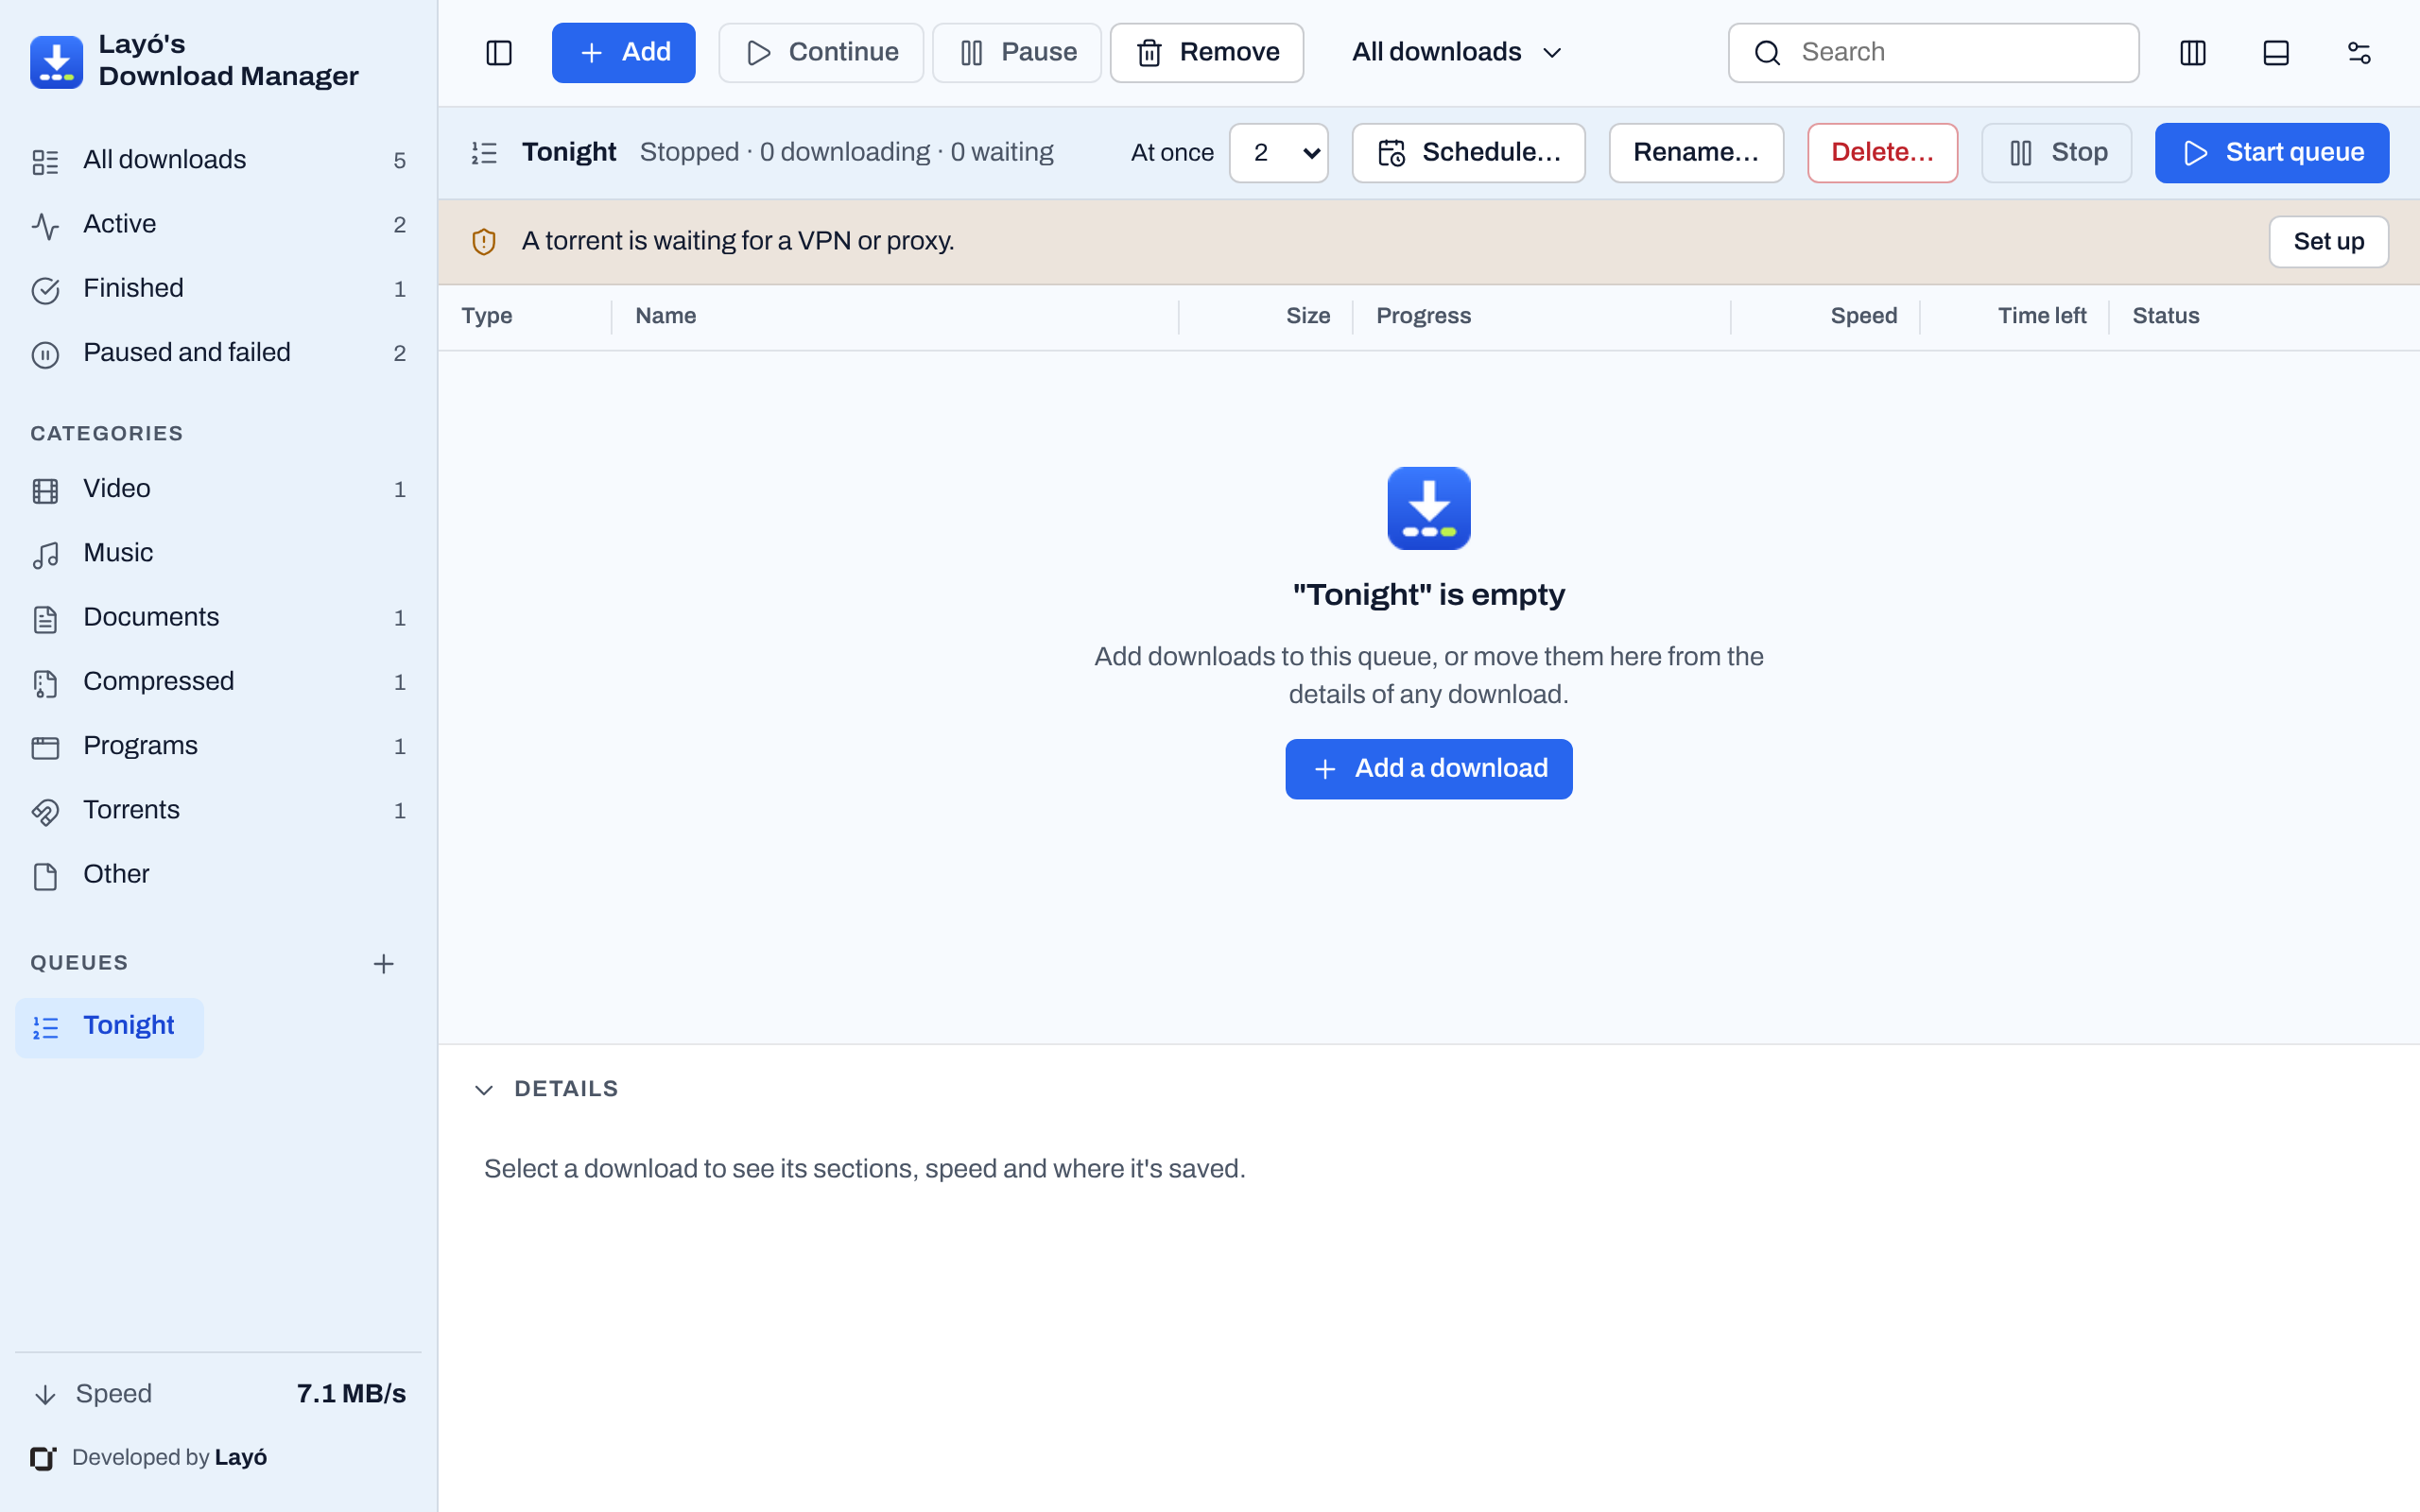 Layó's
Download Manager
All downloads 5
Active 2
Finished 1
Paused and failed 2
CATEGORIES
Video 1
Music
Documents 1
Compressed 1
Programs 1
Torrents 1
Other
QUEUES
Tonight
Speed 7.1 MB/s
Developed by Layó
Add Continue Pause Remove All downloads Search
Tonight Stopped · 0 downloading · 0 waiting At once 2 Schedule... Rename... Delete... Stop Start queue
A torrent is waiting for a VPN or proxy. Set up
Type Name Size Progress Speed Time left Status
"Tonight" is empty
Add downloads to this queue, or move them here from the
details of any download.
Add a download
DETAILS
Select a download to see its sections, speed and where it's saved.